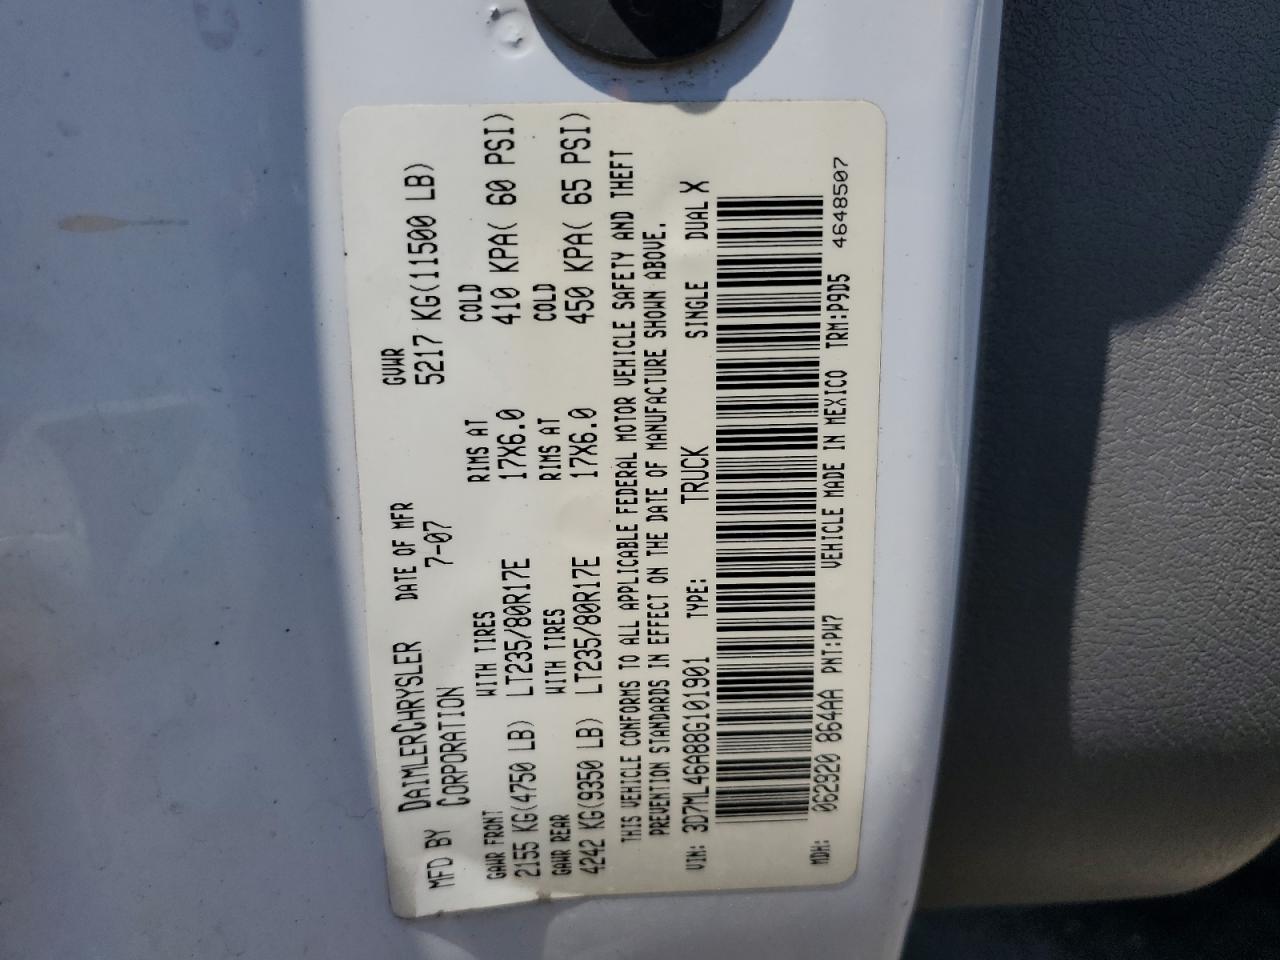 MFD BY DAIMLERCHRYSLER CORPORATION DATE OF MFR 7-07 GVWR 5217 KG(11500 LB)
GAWR FRONT WITH TIRES RIMS AT COLD
2155 KG(4750 LB) LT235/80R17E 17X6.0 410 KPA( 60 PSI)
GAWR REAR WITH TIRES RIMS AT COLD
4242 KG(9350 LB) LT235/80R17E 17X6.0 450 KPA( 65 PSI)
THIS VEHICLE CONFORMS TO ALL APPLICABLE FEDERAL MOTOR VEHICLE SAFETY AND THEFT
PREVENTION STANDARDS IN EFFECT ON THE DATE OF MANUFACTURE SHOWN ABOVE.
VIN: 3D7ML46A88G101901 TYPE: TRUCK SINGLE DUAL X
MDH: 062920 864AA PNT:PW7 VEHICLE MADE IN MEXICO TRM:P9D5 4648507